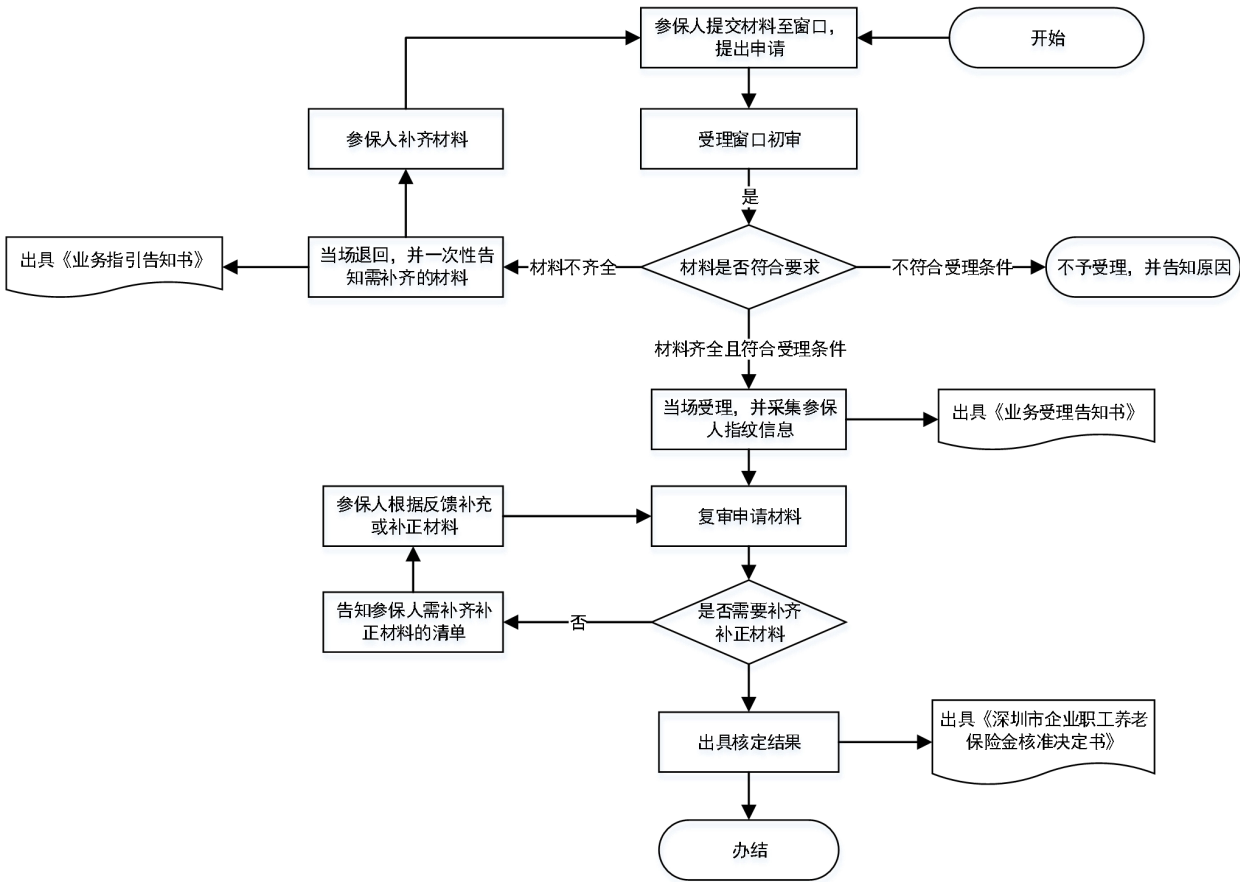 参保人提交材料至窗口，
提出申请
开始
参保人补齐材料
受理窗口初审
是
出具《业务指引告知书》
当场退回，并一次性告
知需补齐的材料
材料不齐全
材料是否符合要求
不符合受理条件
不予受理，并告知原因
材料齐全且符合受理条件
当场受理，并采集参保
人指纹信息
出具《业务受理告知书》
参保人根据反馈补充
或补正材料
复审申请材料
告知参保人需补齐补
正材料的清单
否
是否需要补齐
补正材料
出具核定结果
出具《深圳市企业职工养老
保险金核准决定书》
办结